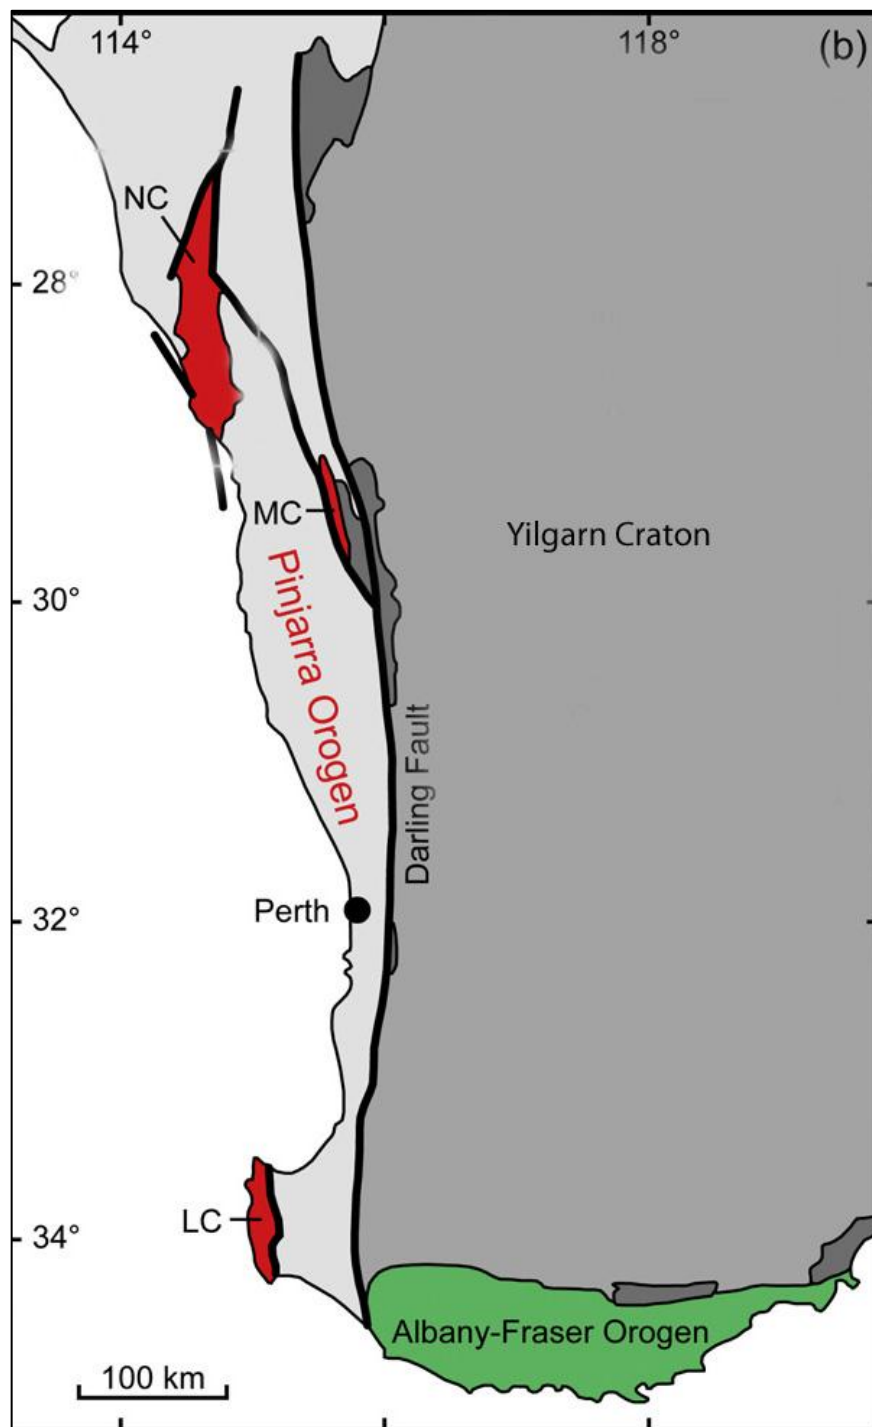 114°
118°
(b)
NC
28°
MC
Yilgarn Craton
30°
Pinjarra Orogen
Darling Fault
Perth
32°
LC
34°
Albany-Fraser Orogen
100 km